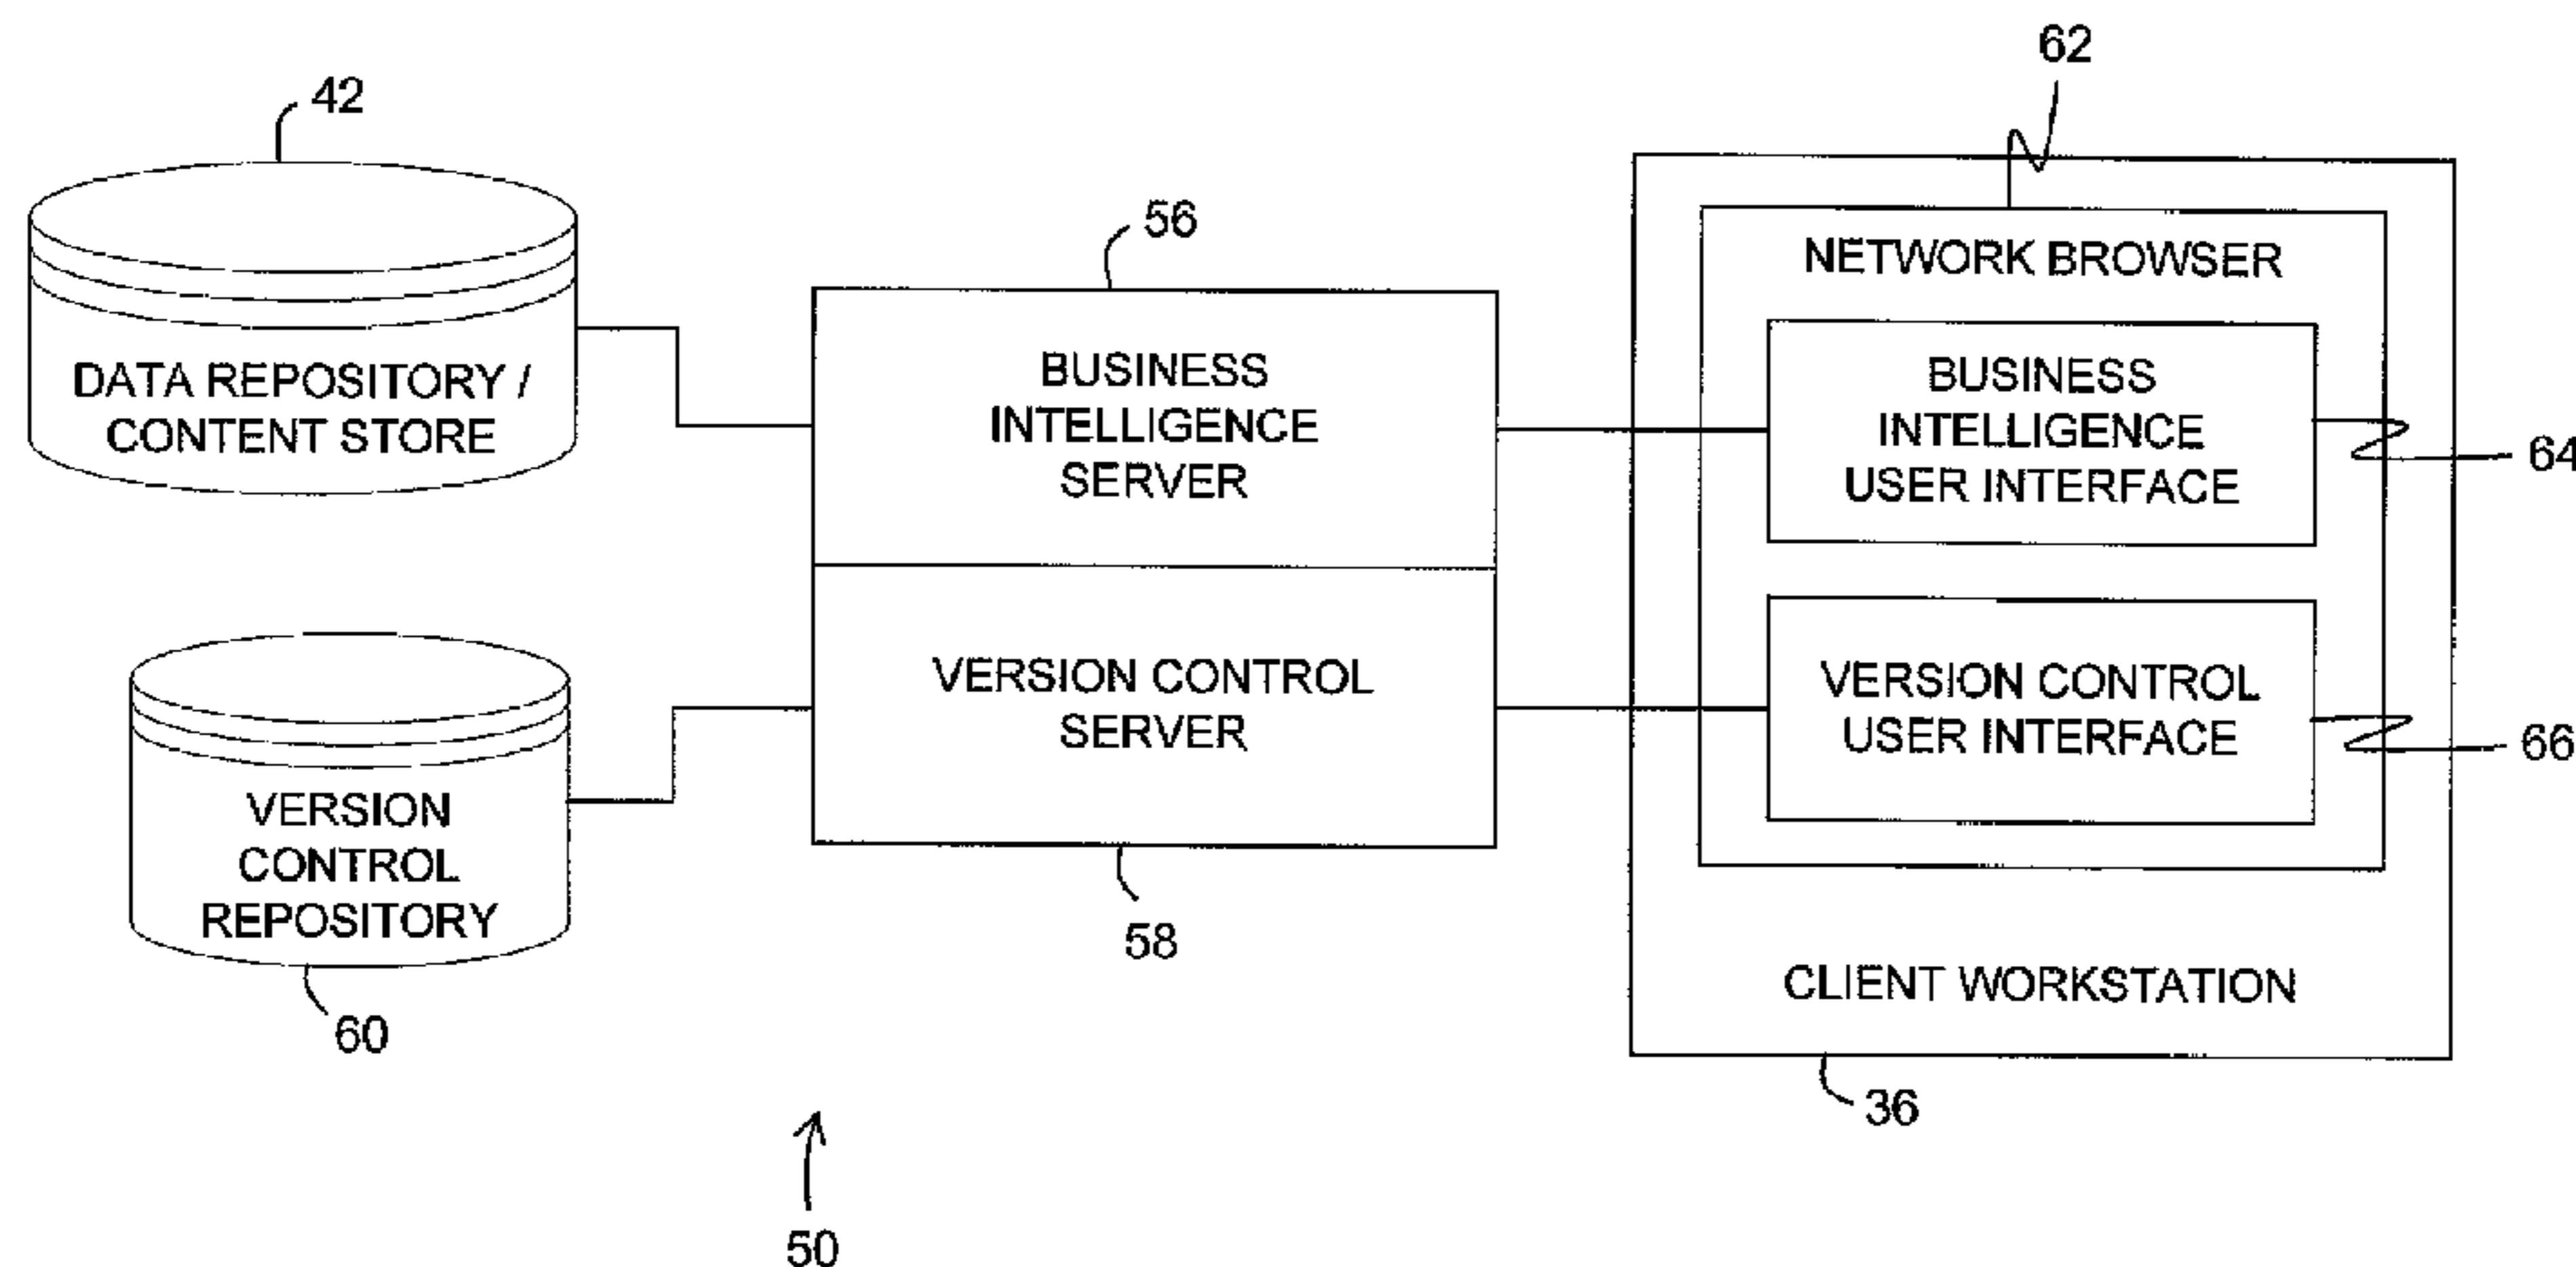 42
DATA REPOSITORY /
CONTENT STORE
VERSION
CONTROL
REPOSITORY
60
56
BUSINESS
INTELLIGENCE
SERVER
VERSION CONTROL
SERVER
58
62
NETWORK BROWSER
BUSINESS
INTELLIGENCE
USER INTERFACE
64
VERSION CONTROL
USER INTERFACE
66
CLIENT WORKSTATION
36
50